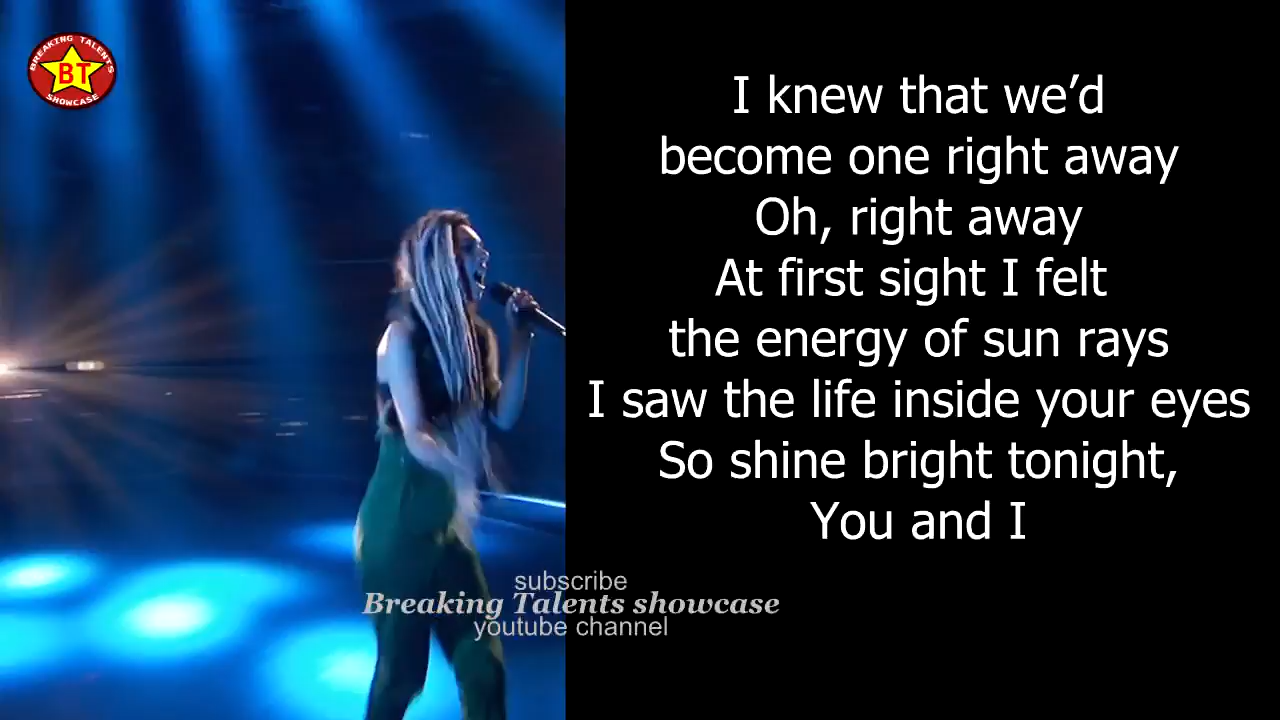 BREAKING TALENTS
BT
SHOWCASE
I knew that we’d
become one right away
Oh, right away
At first sight I felt
the energy of sun rays
I saw the life inside your eyes
So shine bright tonight,
You and I
subscribe
Breaking Talents showcase
youtube channel